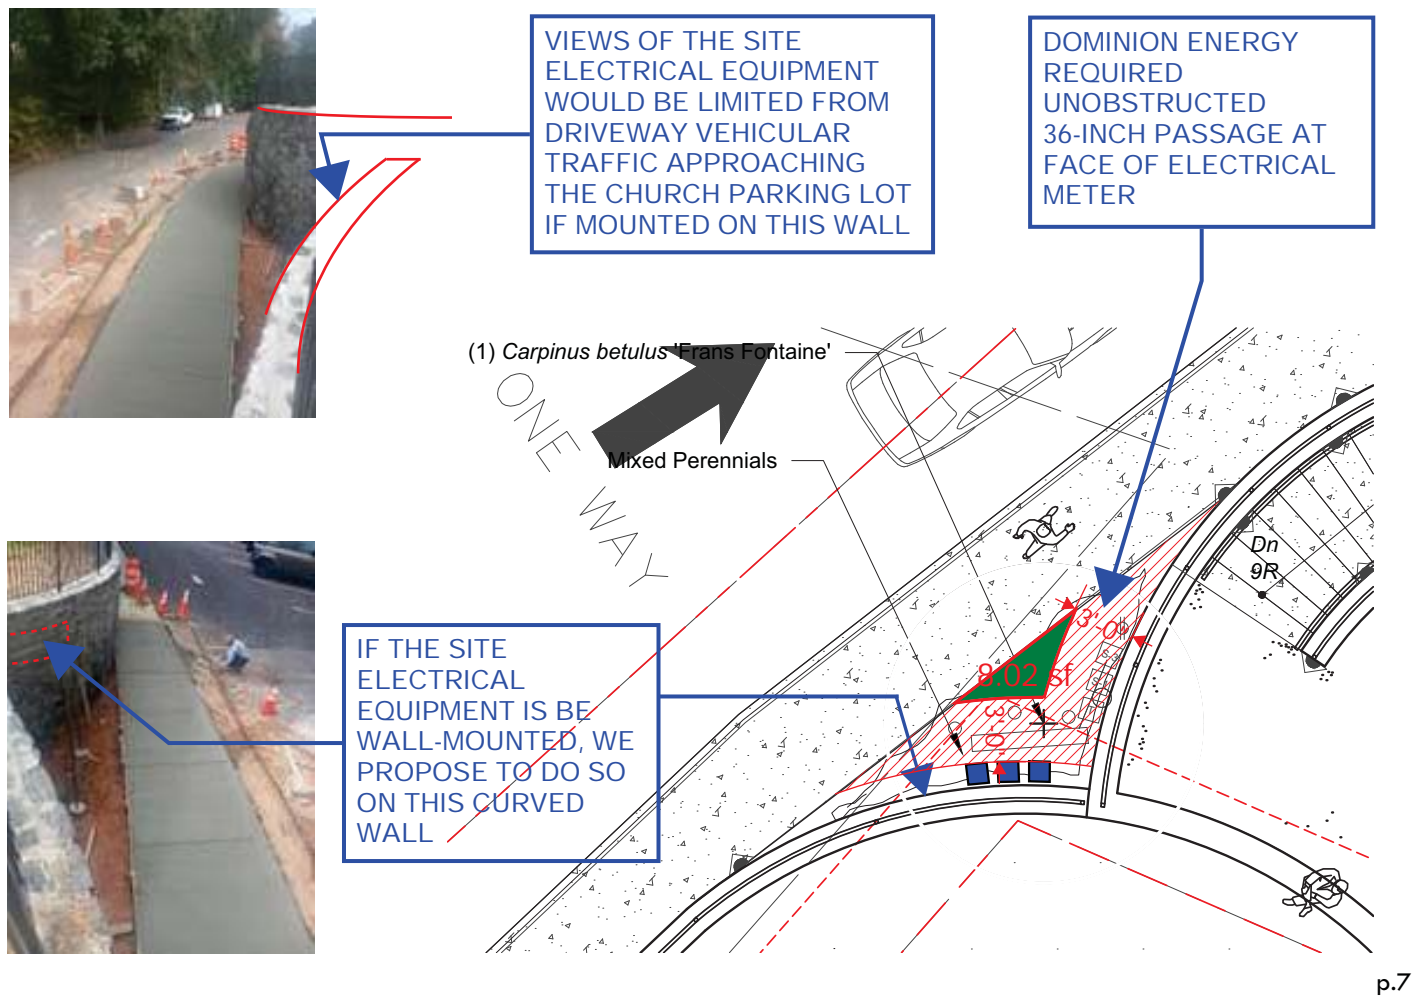 VIEWS OF THE SITE
ELECTRICAL EQUIPMENT
WOULD BE LIMITED FROM
DRIVEWAY VEHICULAR
TRAFFIC APPROACHING
THE CHURCH PARKING LOT
IF MOUNTED ON THIS WALL
DOMINION ENERGY
REQUIRED
UNOBSTRUCTED
36-INCH PASSAGE AT
FACE OF ELECTRICAL
METER
(1) Carpinus betulus 'Frans Fontaine'
ONE WAY
Mixed Perennials
Dn
9R
3'-0"
8.02 sf
3'-0"
IF THE SITE
ELECTRICAL
EQUIPMENT IS BE
WALL-MOUNTED, WE
PROPOSE TO DO SO
ON THIS CURVED
WALL
p.7